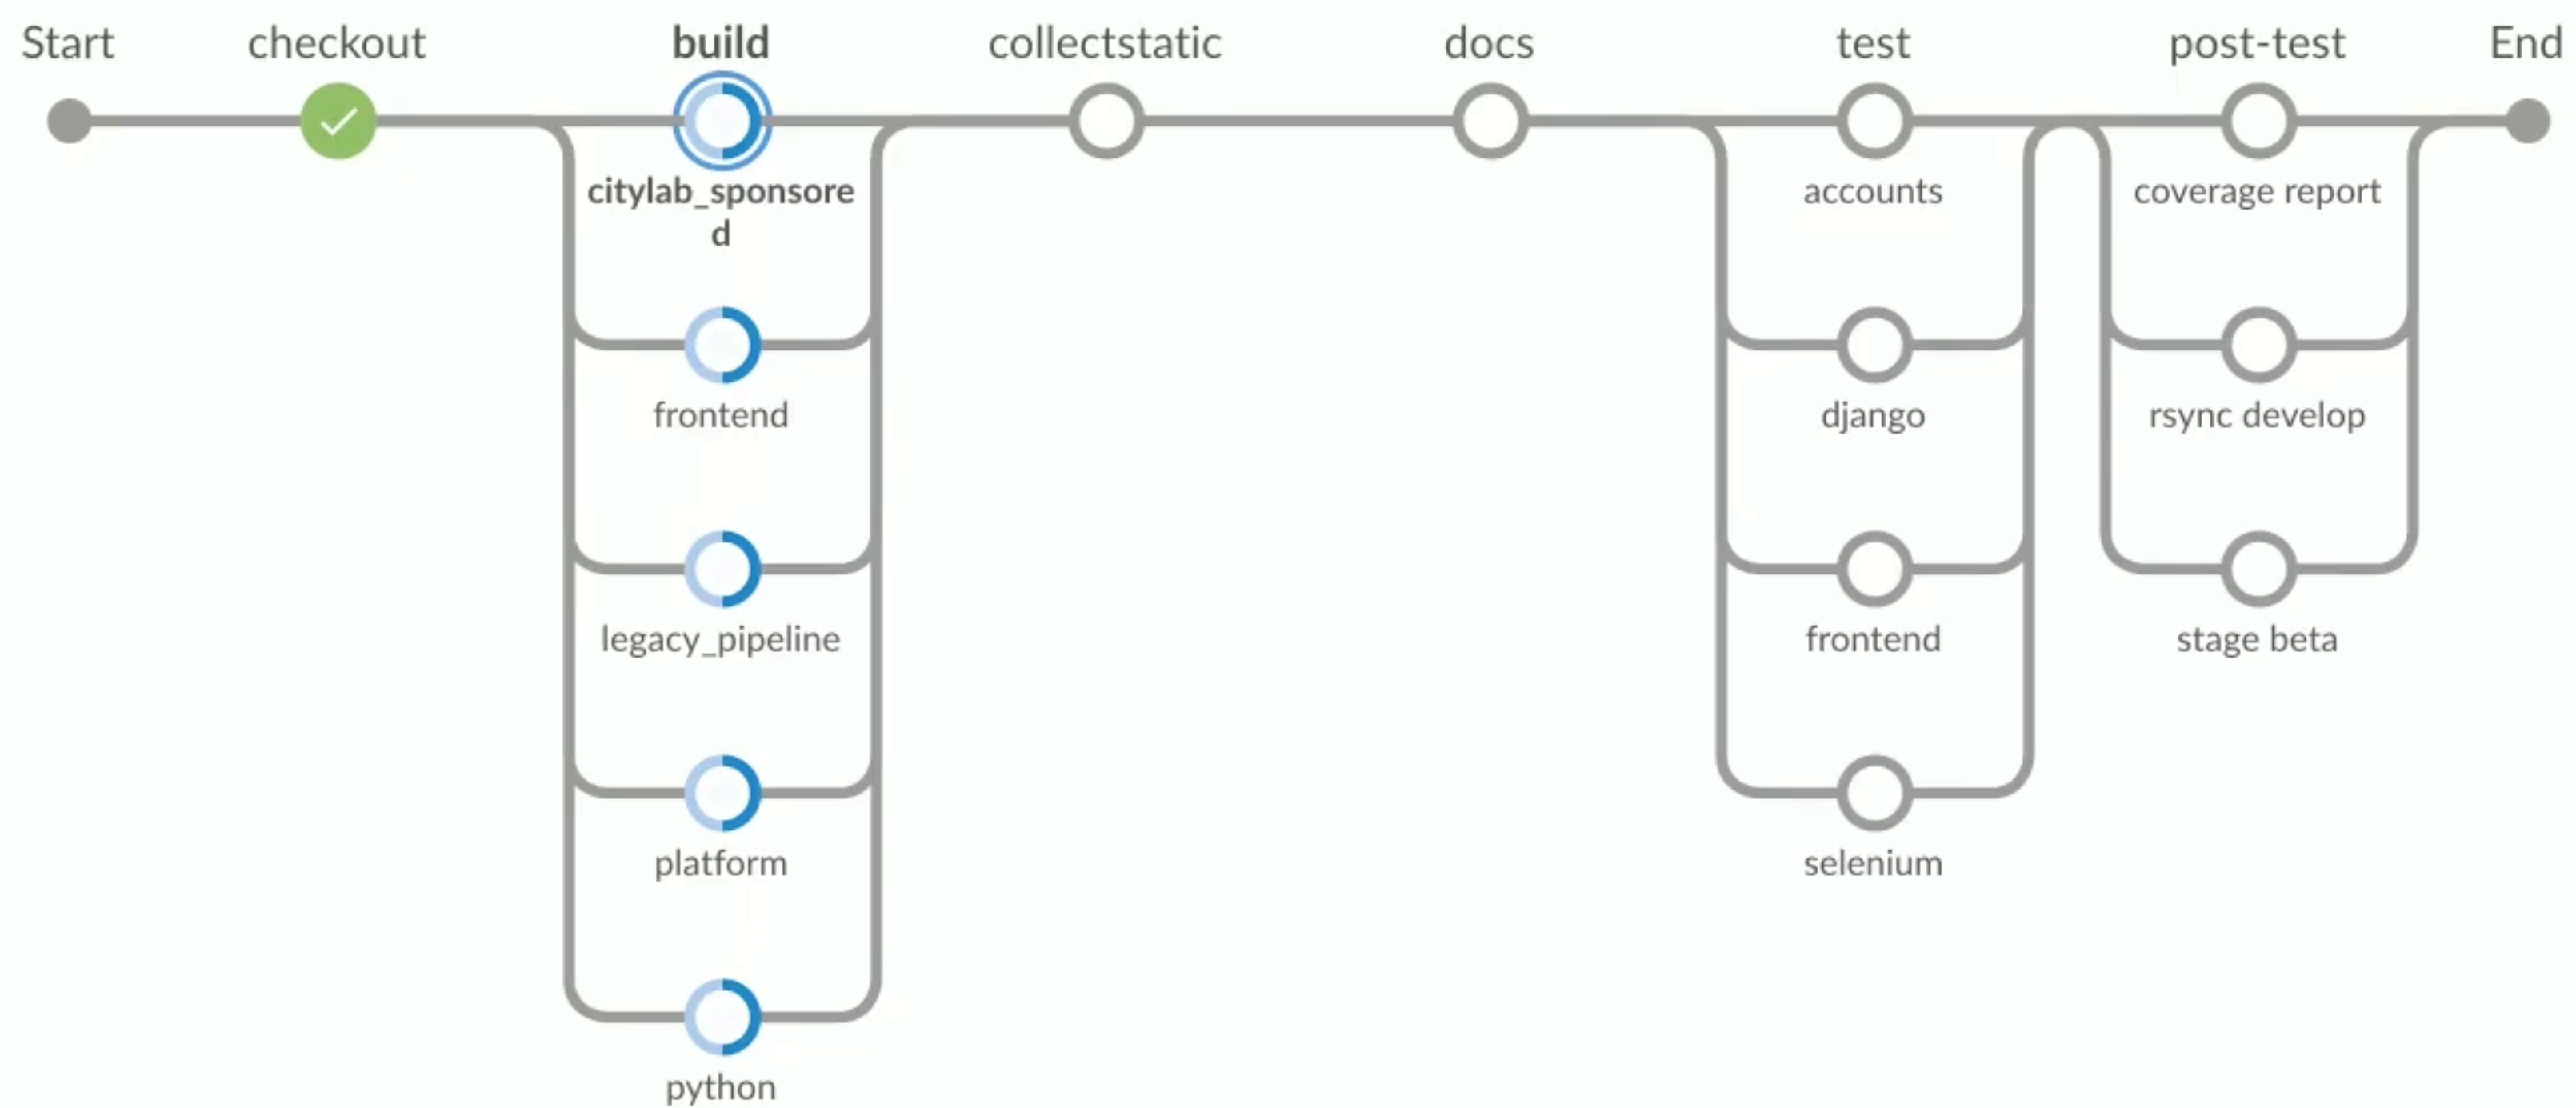 Start
checkout
build
collectstatic
docs
test
post-test
End
citylab_sponsore
d
accounts
coverage report
frontend
django
rsync develop
legacy_pipeline
frontend
stage beta
platform
selenium
python